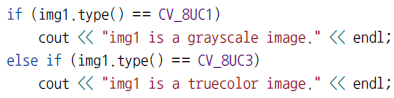 if (img1.type() == CV_8UC1)
    cout << "img1 is a grayscale image." << endl;
else if (img1.type() == CV_8UC3)
    cout << "img1 is a truecolor image." << endl;